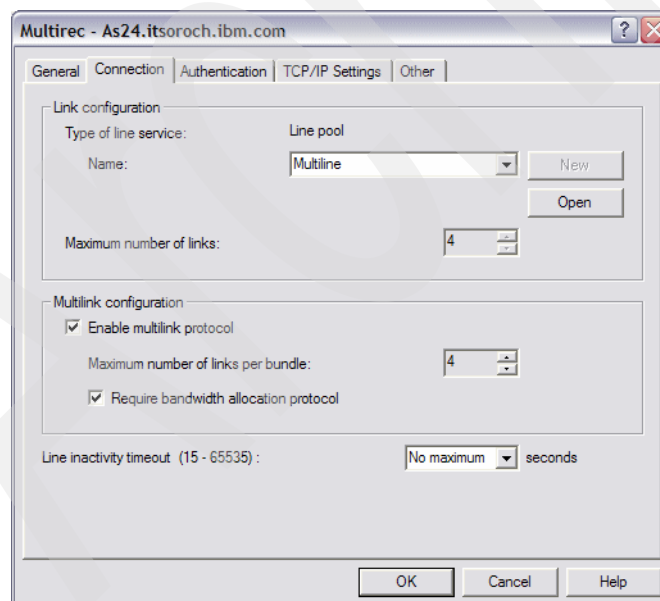 Multirec - As24.itsoroch.ibm.com
General Connection Authentication TCP/IP Settings Other
Link configuration
Type of line service: Line pool
Name: Multiline New
Open
Maximum number of links: 4
Multilink configuration
Enable multilink protocol
Maximum number of links per bundle: 4
Require bandwidth allocation protocol
Line inactivity timeout (15 - 65535) : No maximum seconds
OK Cancel Help